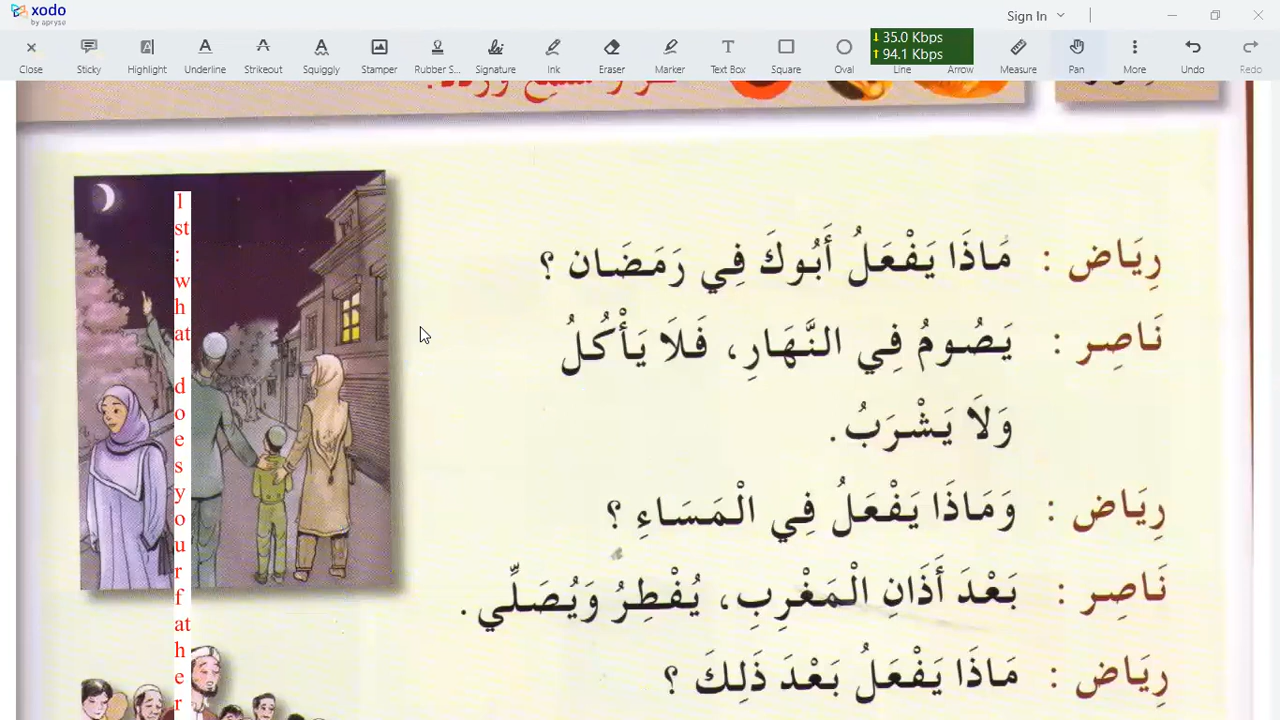 xodo
by apryse
Sign In
35.0 Kbps
94.1 Kbps
Close Sticky Highlight Underline Strikeout Squiggly Stamper Rubber S... Signature Ink Eraser Marker Text Box Square Oval Line Arrow Measure Pan More Undo Redo
رِيَاض : مَاذَا يَفْعَلُ أَبُوكَ فِي رَمَضَان ؟
نَاصِر : يَصُومُ فِي النَّهَارِ، فَلَا يَأْكُلُ
وَلَا يَشْرَبُ.
رِيَاض : وَمَاذَا يَفْعَلُ فِي الْمَسَاءِ ؟
نَاصِر : بَعْدَ أَذَانِ الْمَغْرِبِ، يُفْطِرُ وَيُصَلِّي.
رِيَاض : مَاذَا يَفْعَلُ بَعْدَ ذَلِكَ ؟
1st: what does your father